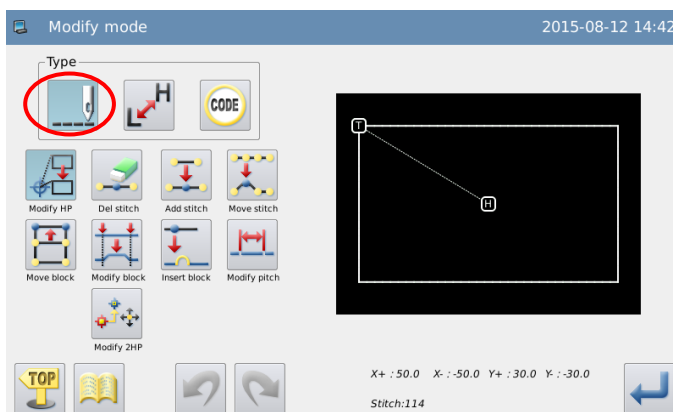 Modify mode 2015-08-12 14:42
Type
L H CODE
T
H
Modify HP Del stitch Add stitch Move stitch
Move block Modify block Insert block Modify pitch
Modify 2HP
TOP
X+ : 50.0 X- : -50.0 Y+ : 30.0 Y- : -30.0
Stitch:114